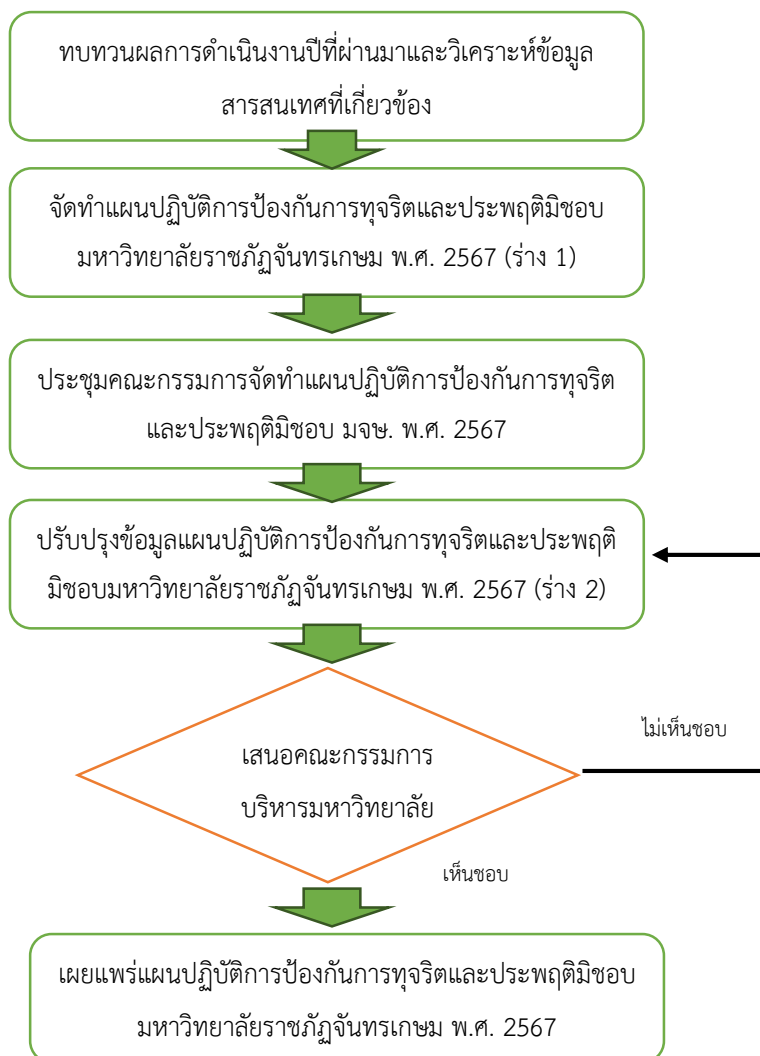 ทบทวนผลการดำเนินงานปีที่ผ่านมาและวิเคราะห์ข้อมูล
สารสนเทศที่เกี่ยวข้อง
จัดทำแผนปฏิบัติการป้องกันการทุจริตและประพฤติมิชอบ
มหาวิทยาลัยราชภัฏจันทรเกษม พ.ศ. 2567 (ร่าง 1)
ประชุมคณะกรรมการจัดทำแผนปฏิบัติการป้องกันการทุจริต
และประพฤติมิชอบ มจษ. พ.ศ. 2567
ปรับปรุงข้อมูลแผนปฏิบัติการป้องกันการทุจริตและประพฤติ
มิชอบมหาวิทยาลัยราชภัฏจันทรเกษม พ.ศ. 2567 (ร่าง 2)
ไม่เห็นชอบ
เสนอคณะกรรมการ
บริหารมหาวิทยาลัย
เห็นชอบ
เผยแพร่แผนปฏิบัติการป้องกันการทุจริตและประพฤติมิชอบ
มหาวิทยาลัยราชภัฏจันทรเกษม พ.ศ. 2567